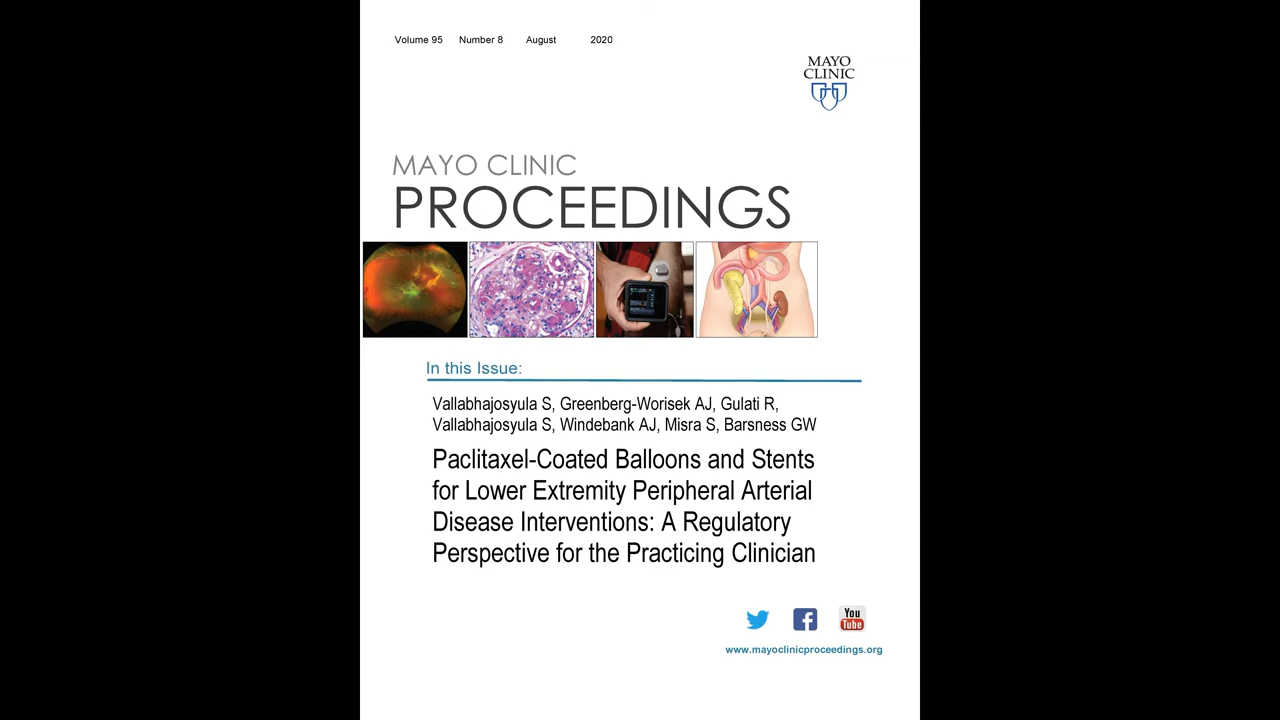 Volume 95 Number 8 August 2020
MAYO
CLINIC
MAYO CLINIC
PROCEEDINGS
In this Issue:
Vallabhajosyula S, Greenberg-Worisek AJ, Gulati R,
Vallabhajosyula S, Windebank AJ, Misra S, Barsness GW
Paclitaxel-Coated Balloons and Stents
for Lower Extremity Peripheral Arterial
Disease Interventions: A Regulatory
Perspective for the Practicing Clinician
You
Tube
www.mayoclinicproceedings.org